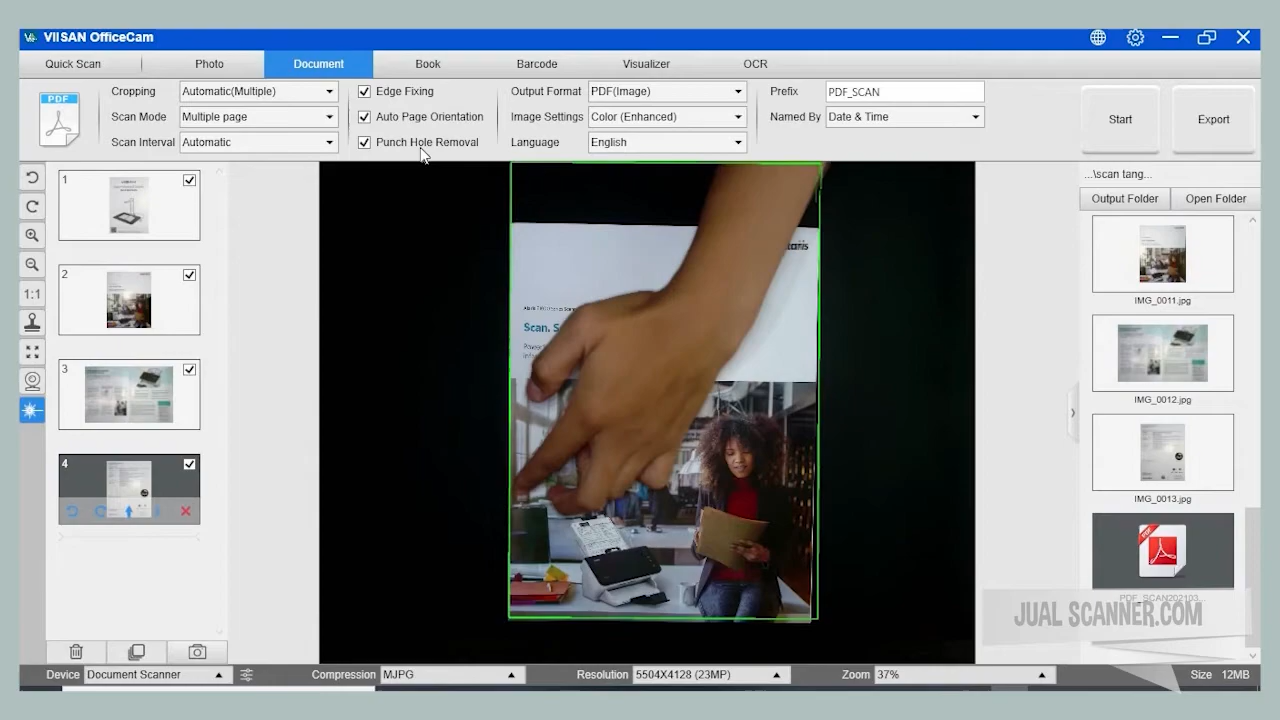 VIISAN OfficeCam
Quick Scan
Photo
Document
Book
Barcode
Visualizer
OCR
PDF
Cropping
Automatic(Multiple)
Scan Mode
Multiple page
Scan Interval
Automatic
Edge Fixing
Auto Page Orientation
Punch Hole Removal
Output Format
PDF(Image)
Image Settings
Color (Enhanced)
Language
English
Prefix
PDF_SCAN
Named By
Date & Time
Start
Export
1
2
3
4
1:1
Scan.
...\scan tang...
Output Folder
Open Folder
IMG_0011.jpg
IMG_0012.jpg
IMG_0013.jpg
PDF_SCAN202103...
JUAL SCANNER.COM
Device
Document Scanner
Compression
MJPG
Resolution
5504X4128 (23MP)
Zoom
37%
Size 12MB